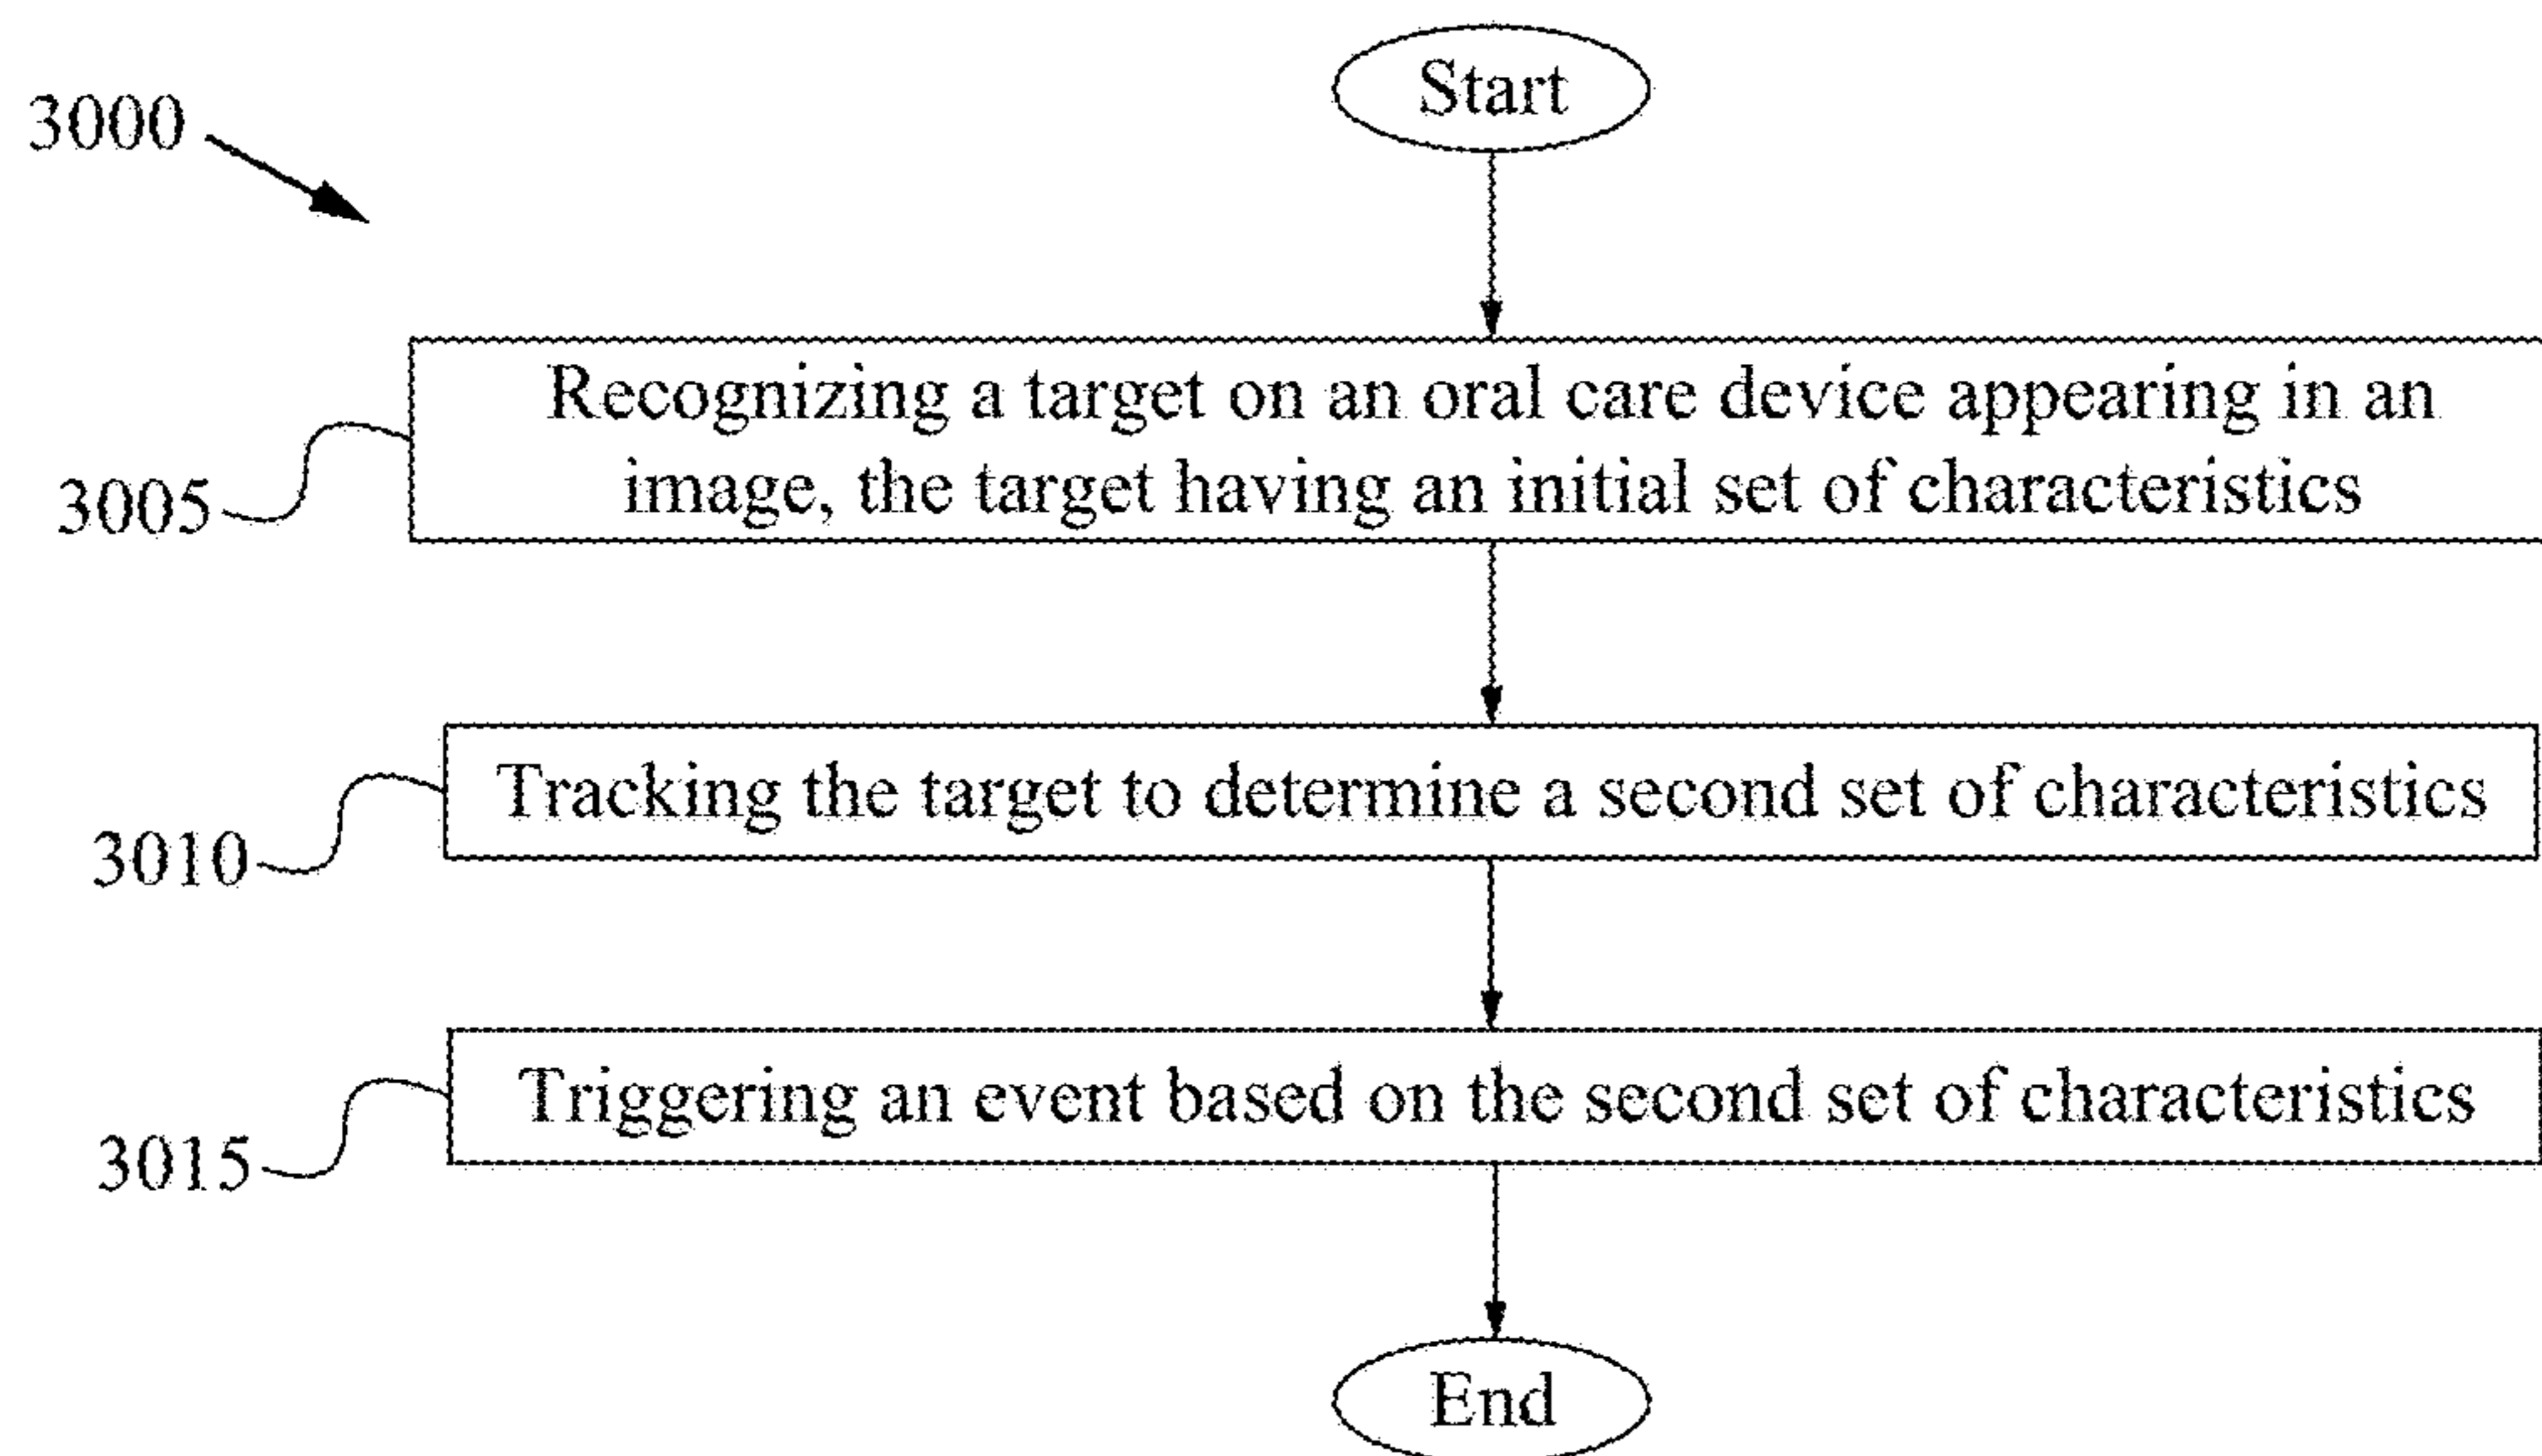 Start
3000
Recognizing a target on an oral care device appearing in an
image, the target having an initial set of characteristics
3005
Tracking the target to determine a second set of characteristics
3010
Triggering an event based on the second set of characteristics
3015
End